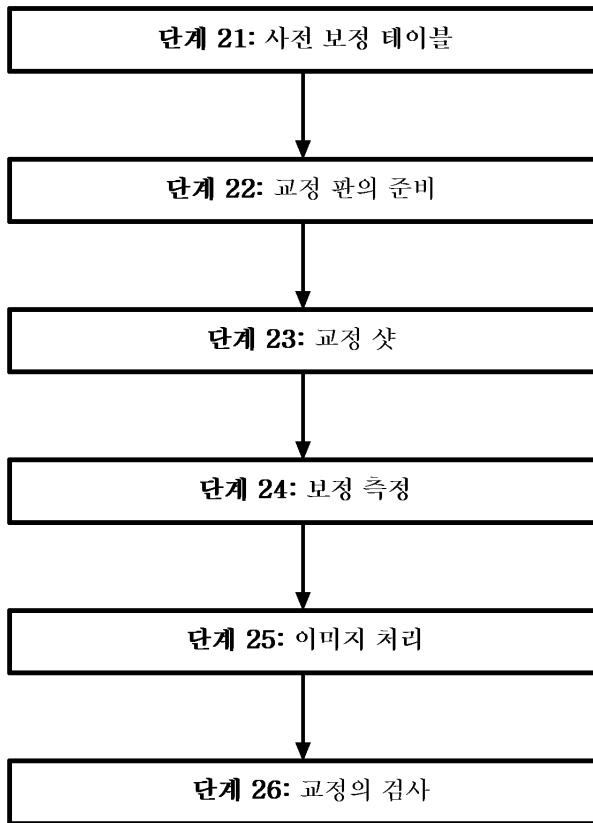 단계 21: 사전 보정 테이블
단계 22: 교정 판의 준비
단계 23: 교정 샷
단계 24: 보정 측정
단계 25: 이미지 처리
단계 26: 교정의 검사